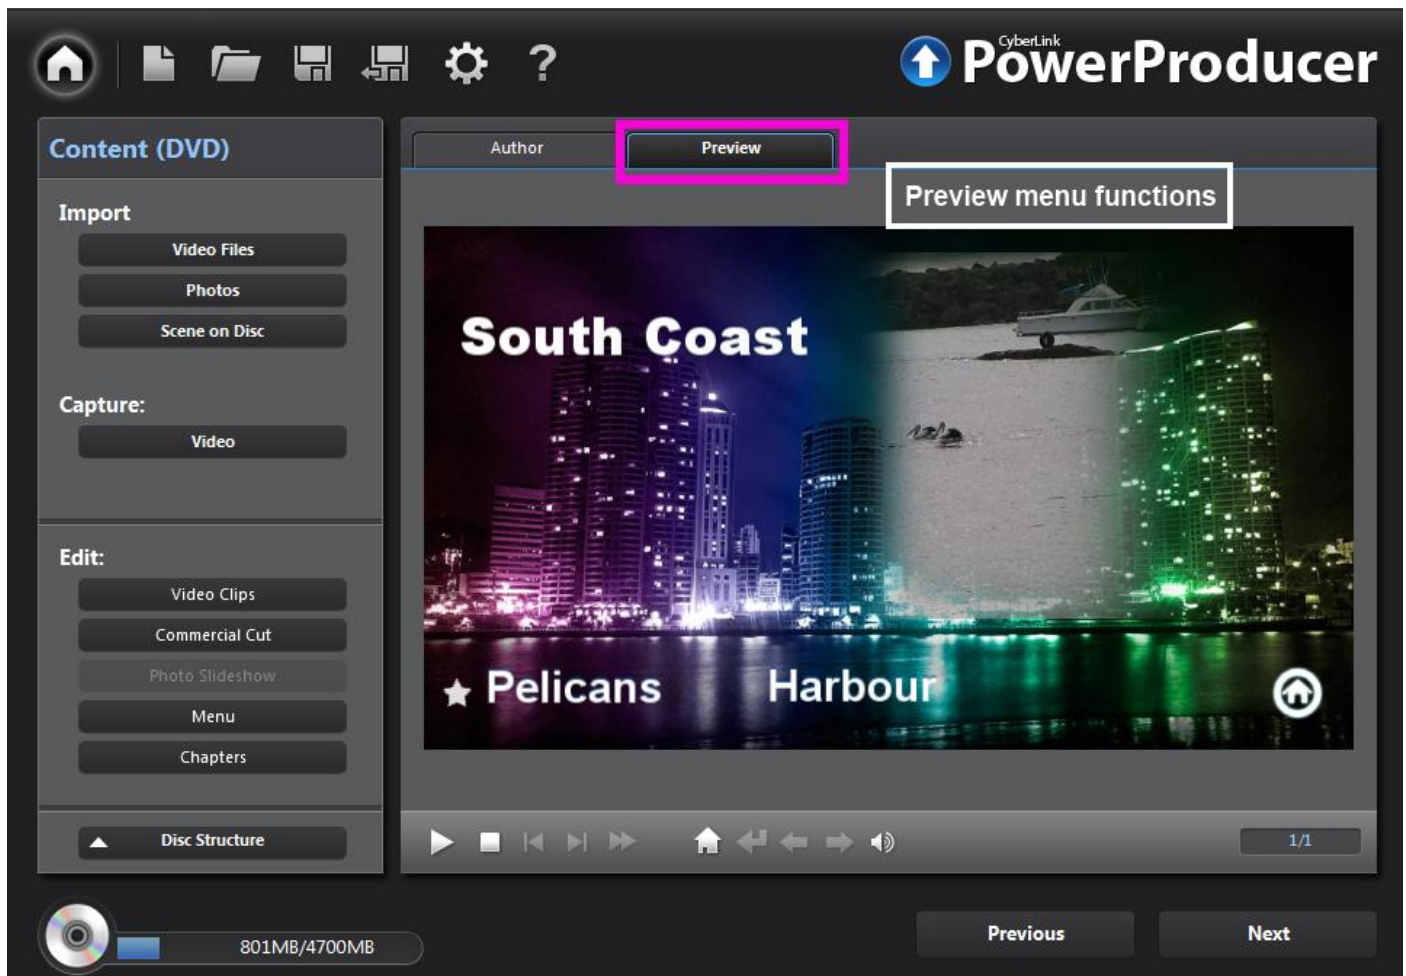 ?
CyberLink
PowerProducer
Content (DVD)
Import
Video Files
Photos
Scene on Disc
Capture:
Video
Edit:
Video Clips
Commercial Cut
Photo Slideshow
Menu
Chapters
Disc Structure
801MB/4700MB
Author
Preview
Preview menu functions
South Coast
Pelicans
Harbour
1/1
Previous
Next